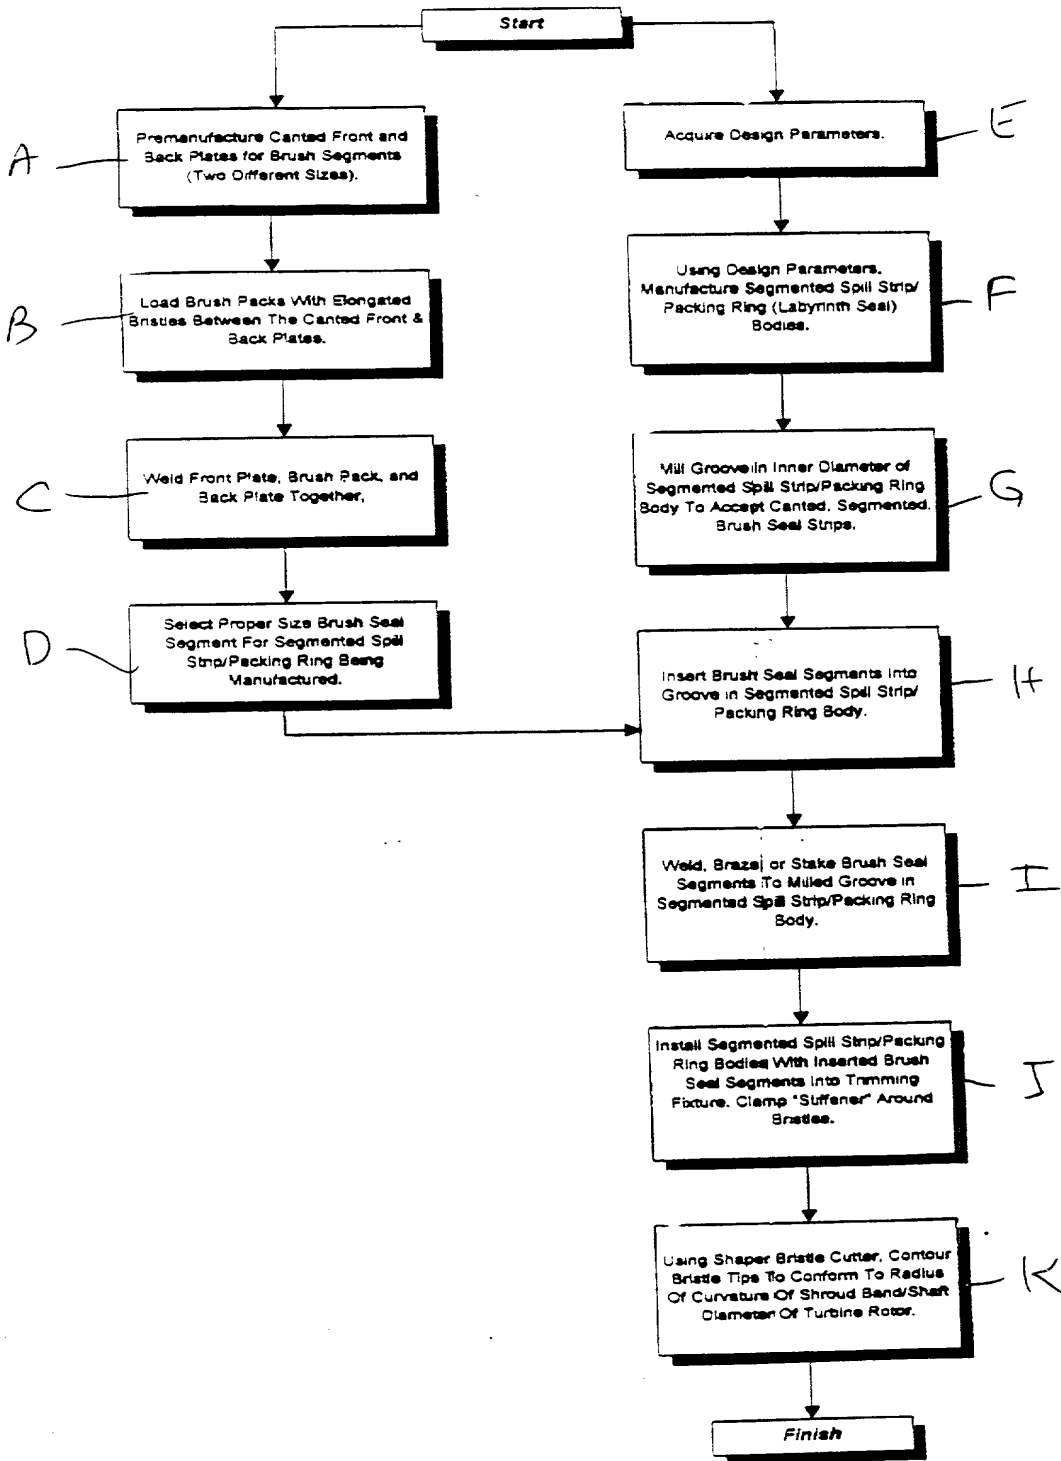 Start
A
Premanufacture Canted Front and
Back Plates for Brush Segments
(Two Different Sizes).
B
Load Brush Packs With Elongated
Bristles Between The Canted Front &
Back Plates.
C
Weld Front Plate, Brush Pack, and
Back Plate Together.
D
Select Proper Size Brush Seal
Segment For Segmented Spill
Strip/Packing Ring Being
Manufactured.
Acquire Design Parameters.
E
Using Design Parameters,
Manufacture Segmented Spill Strip/
Packing Ring (Labyrinth Seal)
Bodies.
F
Mill Groove in Inner Diameter of
Segmented Spill Strip/Packing Ring
Body To Accept Canted, Segmented,
Brush Seal Strips.
G
Insert Brush Seal Segments Into
Groove in Segmented Spill Strip/
Packing Ring Body.
H
Weld, Braze, or Stake Brush Seal
Segments To Milled Groove in
Segmented Spill Strip/Packing Ring
Body.
I
Install Segmented Spill Strip/Packing
Ring Bodies With Inserted Brush
Seal Segments Into Trimming
Fixture. Clamp "Stiffener" Around
Bristles.
J
Using Shaper Bristle Cutter, Contour
Bristle Tips To Conform To Radius
Of Curvature Of Shroud Band/Shaft
Diameter Of Turbine Rotor.
K
Finish